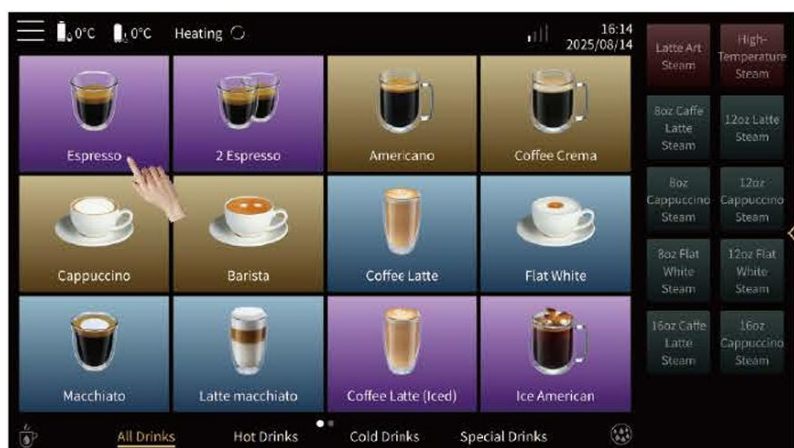 0°C 0°C Heating 16:14
2025/08/14
Espresso
2 Espresso
Americano
Coffee Crema
Cappuccino
Barista
Coffee Latte
Flat White
Macchiato
Latte macchiato
Coffee Latte (Iced)
Ice American
All Drinks
Hot Drinks
Cold Drinks
Special Drinks
Latte Art
Steam
High-
Temperature
Steam
8oz Caffe
Latte
Steam
12oz Latte
Steam
8oz
Cappuccino
Steam
12oz
Cappuccino
Steam
8oz Flat
White
Steam
12oz Flat
White
Steam
16oz Caffe
Latte
Steam
16oz
Cappuccino
Steam